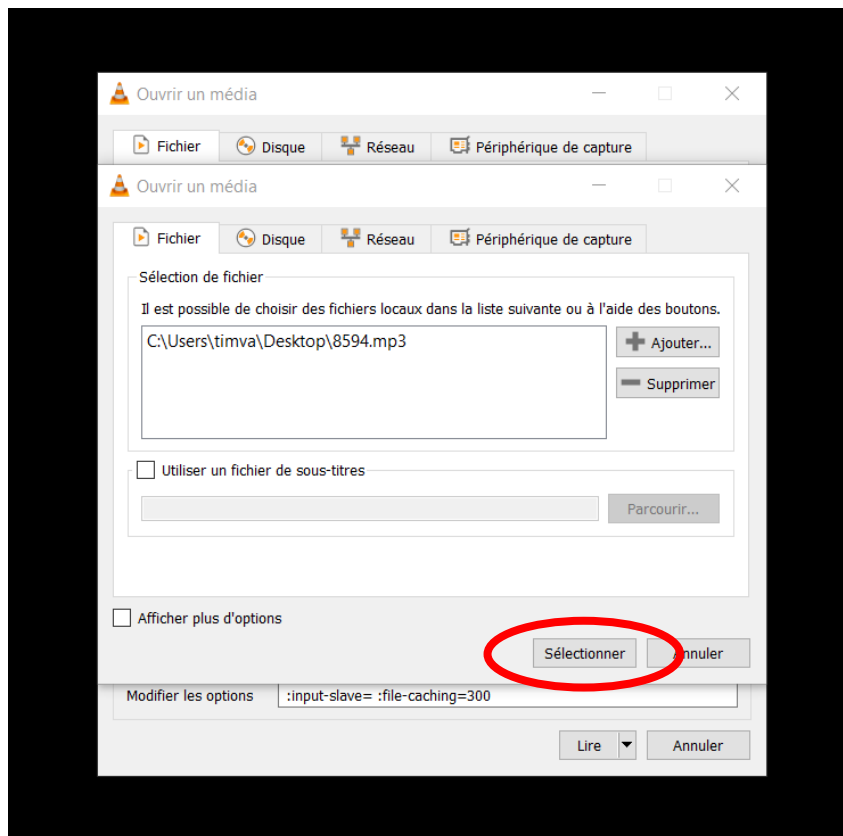 Ouvrir un média
Fichier Disque Réseau Périphérique de capture
Ouvrir un média
Fichier Disque Réseau Périphérique de capture
Sélection de fichier
Il est possible de choisir des fichiers locaux dans la liste suivante ou à l'aide des boutons.
C:\Users\timva\Desktop\8594.mp3
Ajouter...
Supprimer
Utiliser un fichier de sous-titres
Parcourir...
Afficher plus d'options
Sélectionner Annuler
Modifier les options :input-slave= :file-caching=300
Lire Annuler